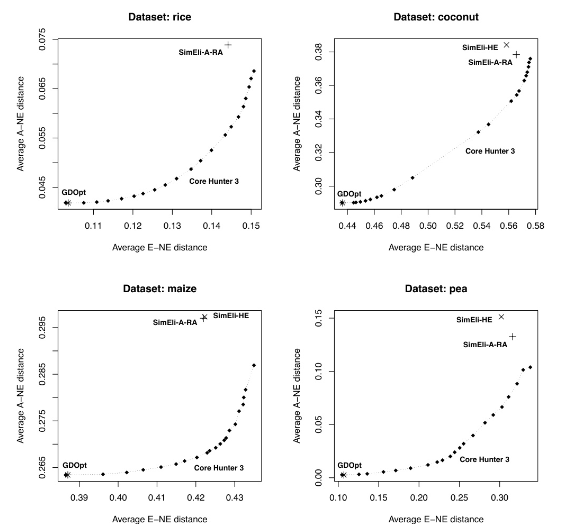 Dataset: rice
0.075
0.065
0.055
0.045
Average A−NE distance
SimEli-A-RA
Core Hunter 3
GDOpt
0.11 0.12 0.13 0.14 0.15
Average E−NE distance
Dataset: coconut
0.38
0.36
0.34
0.32
0.30
Average A−NE distance
SimEli-HE
SimEli-A-RA
Core Hunter 3
GDOpt
0.44 0.46 0.48 0.50 0.52 0.54 0.56 0.58
Average E−NE distance
Dataset: maize
0.295
0.285
0.275
0.265
Average A−NE distance
SimEli-HE
SimEli-A-RA
Core Hunter 3
GDOpt
0.39 0.40 0.41 0.42 0.43
Average E−NE distance
Dataset: pea
0.15
0.10
0.05
0.00
Average A−NE distance
SimEli-HE
SimEli-A-RA
Core Hunter 3
GDOpt
0.10 0.15 0.20 0.25 0.30
Average E−NE distance